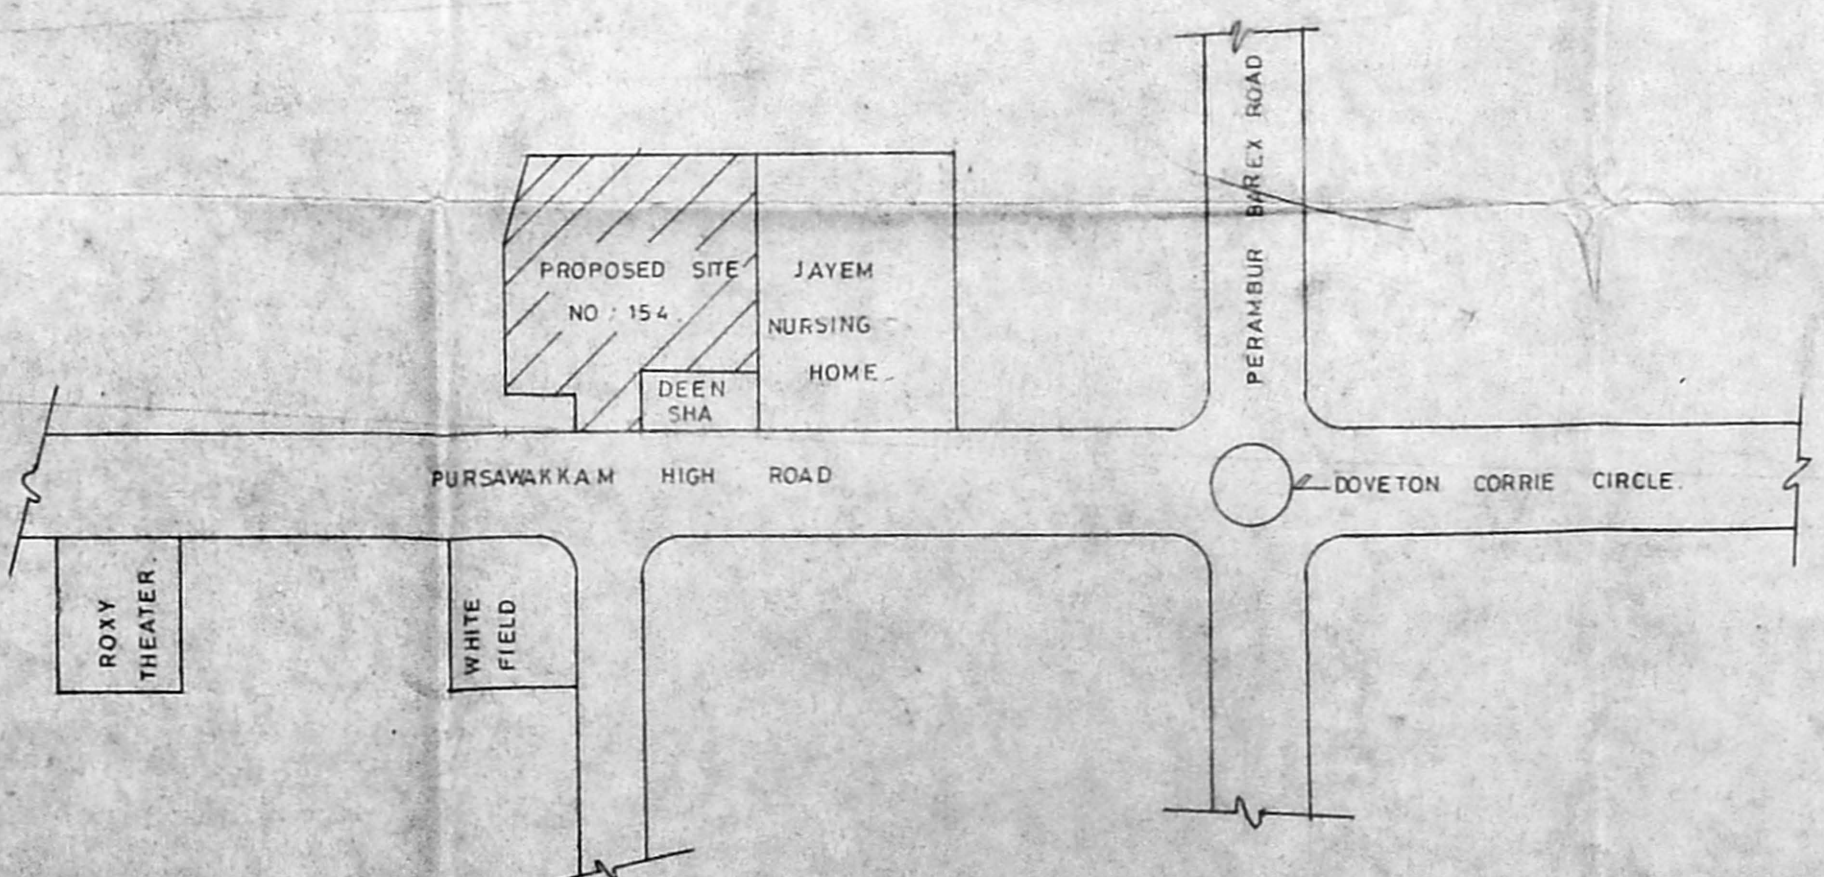 PERAMBUR BAREX ROAD
PROPOSED SITE
NO : 154.
JAYEM
NURSING
HOME
DEEN
SHA
PURSAWAKKAM HIGH ROAD
DOVETON CORRIE CIRCLE.
ROXY
THEATER.
WHITE
FIELD